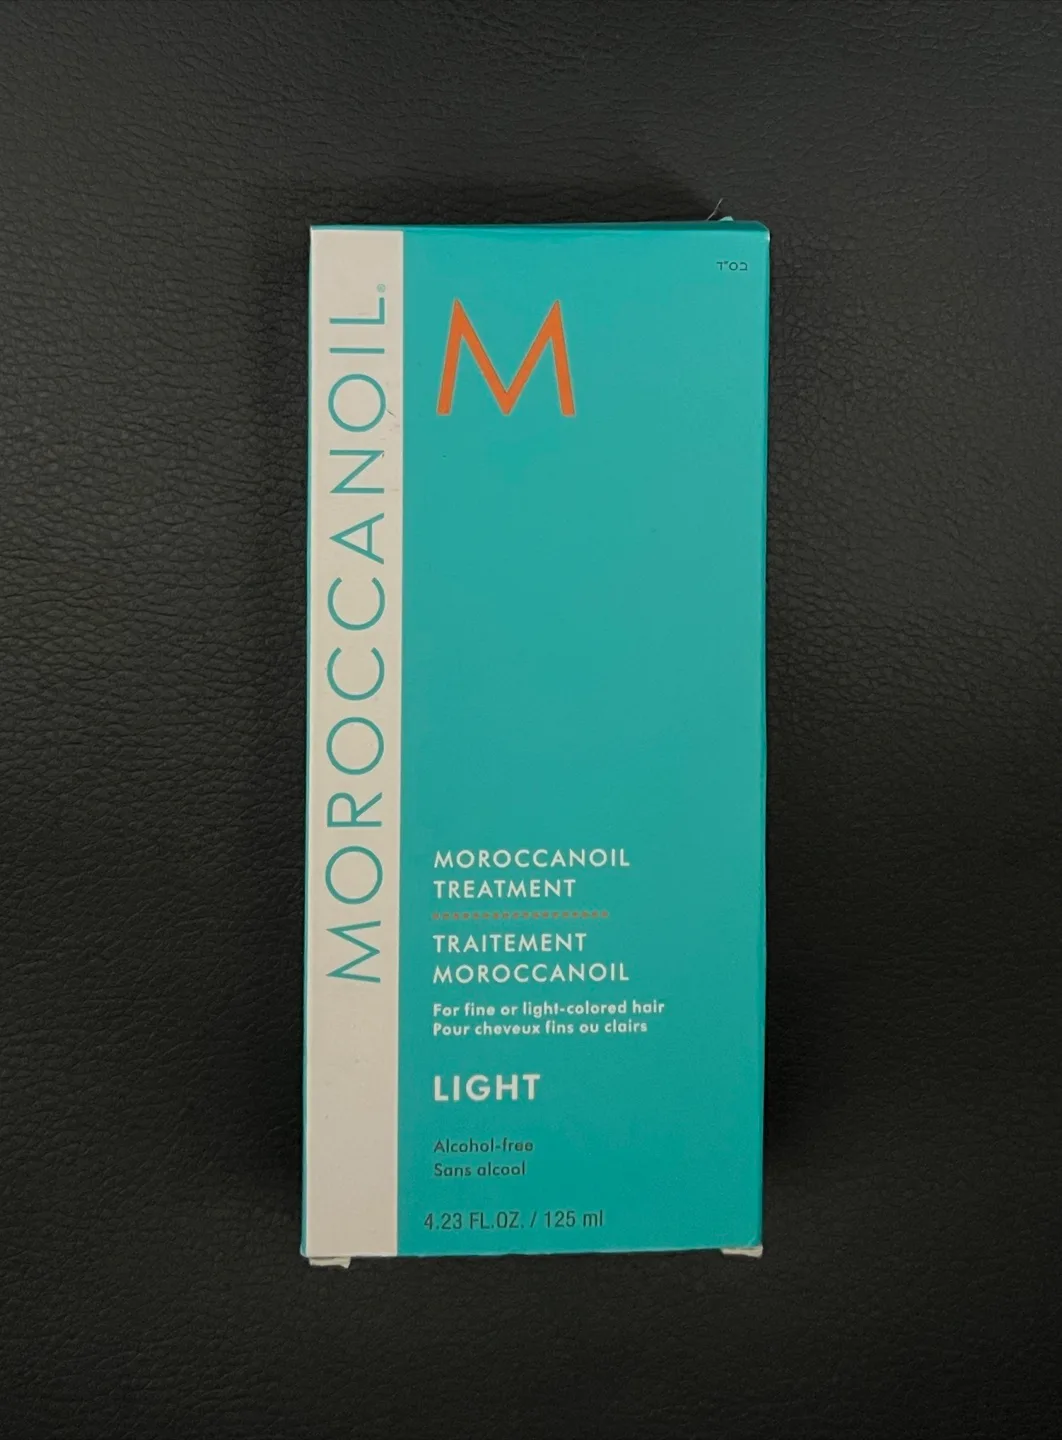 בס"ד
MOROCCANOIL®
M
MOROCCANOIL
TREATMENT
TRAITEMENT
MOROCCANOIL
For fine or light-colored hair
Pour cheveux fins ou clairs
LIGHT
Alcohol-free
Sans alcool
4.23 FL.OZ. / 125 ml